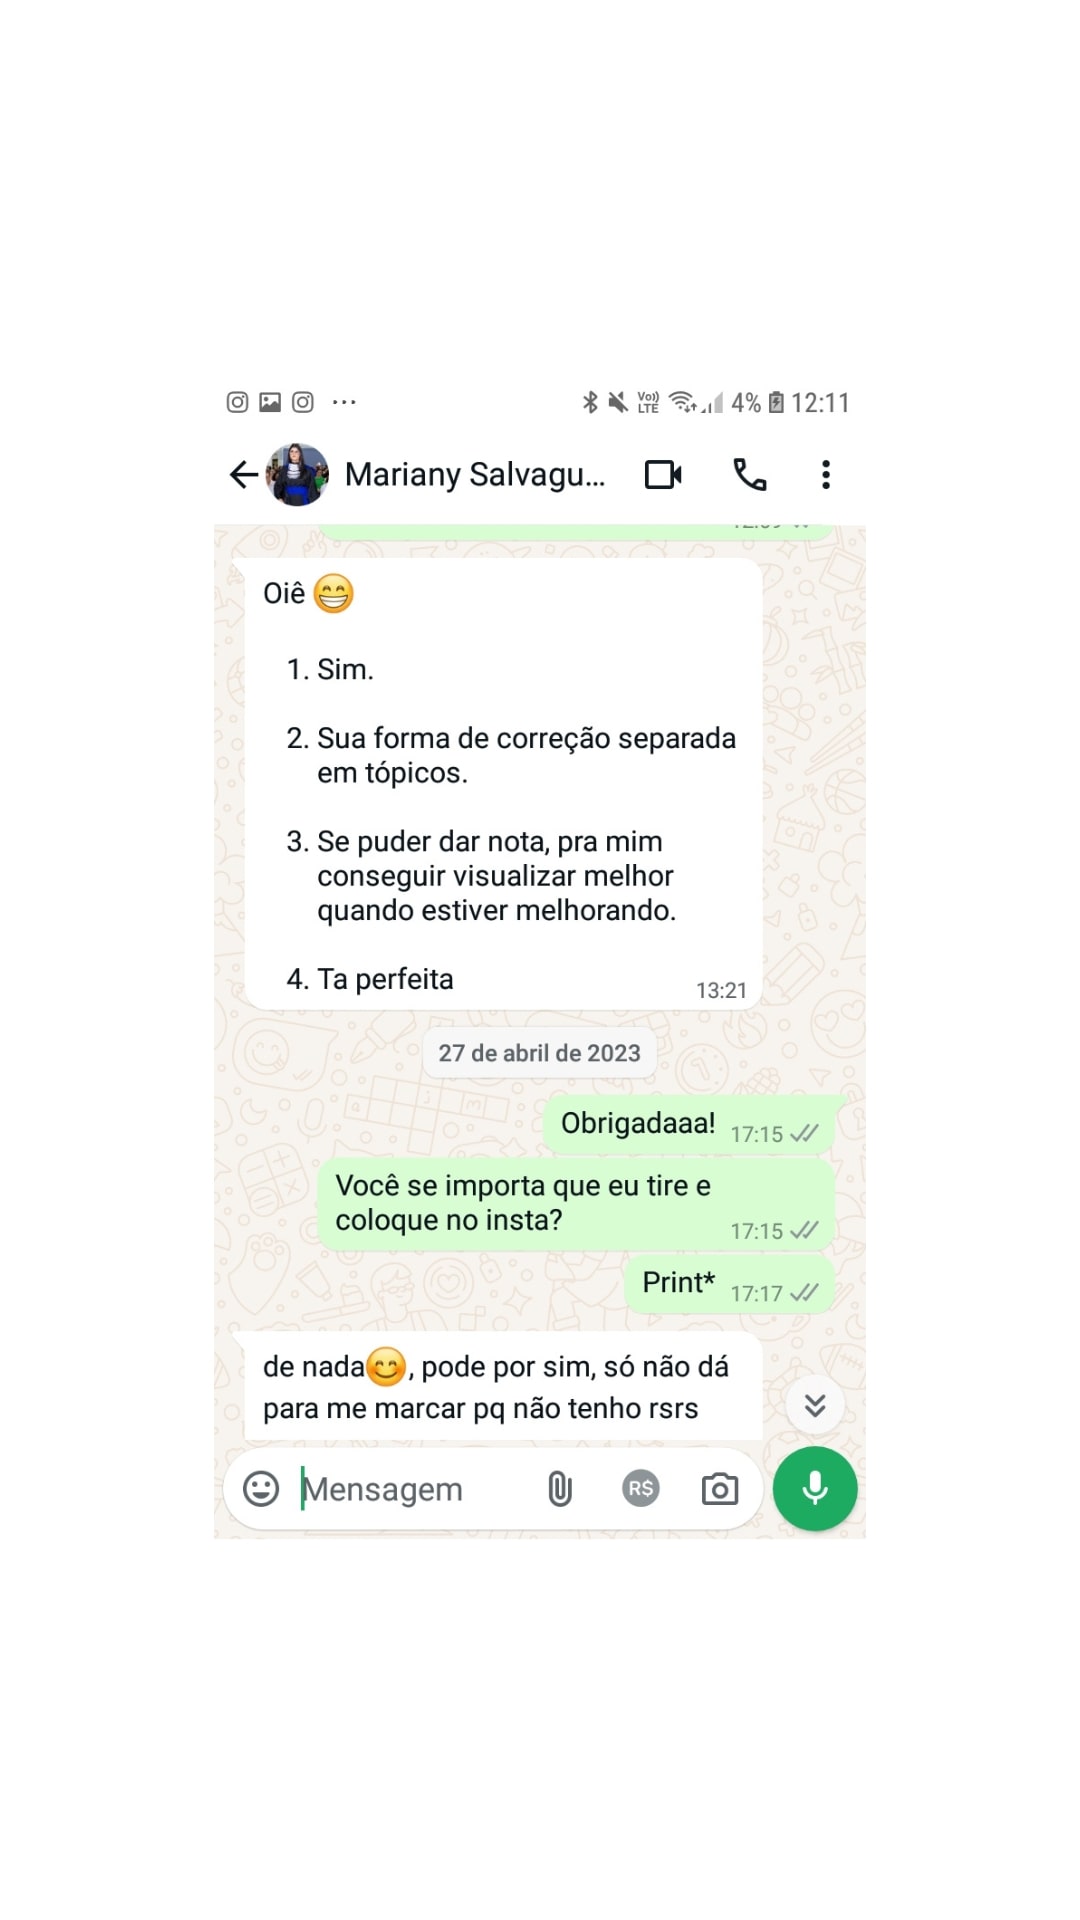 4% 12:11
Mariany Salvagu...
Oiê
1. Sim.
2. Sua forma de correção separada
em tópicos.
3. Se puder dar nota, pra mim
conseguir visualizar melhor
quando estiver melhorando.
4. Ta perfeita
13:21
27 de abril de 2023
Obrigadaaa! 17:15
Você se importa que eu tire e
coloque no insta?
17:15
Print* 17:17
de nada😊, pode por sim, só não dá
para me marcar pq não tenho rsrs
Mensagem
R$